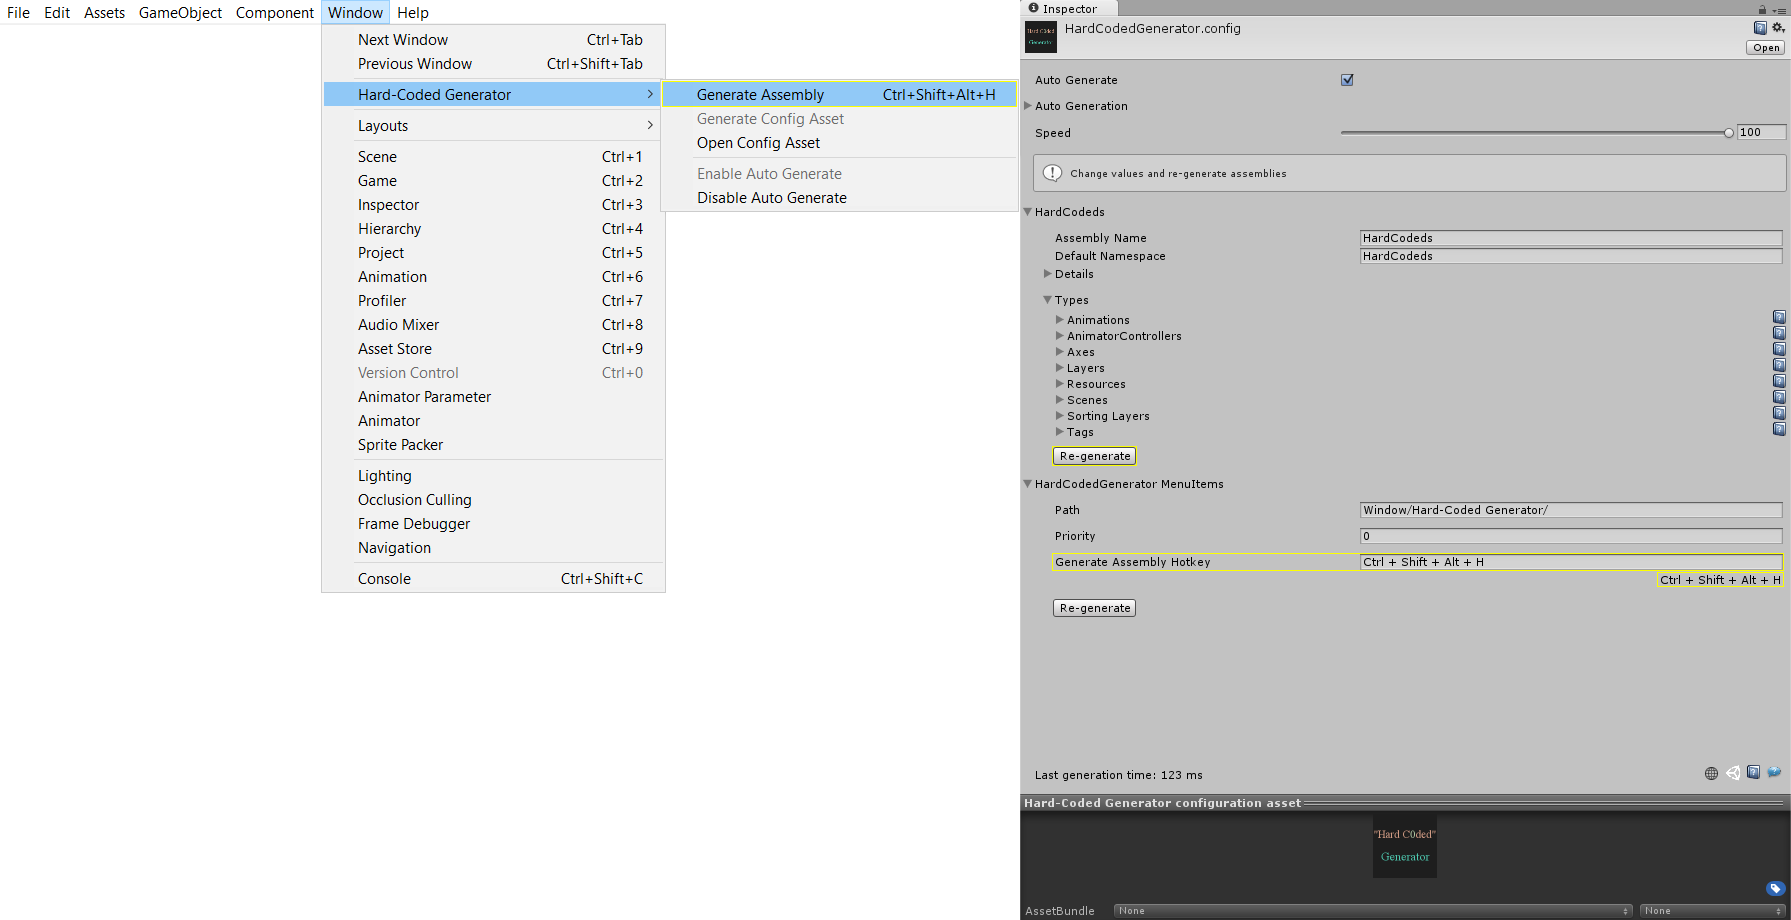 File Edit Assets GameObject Component Window Help
Next Window Ctrl+Tab
Previous Window Ctrl+Shift+Tab
Hard-Coded Generator
Layouts
Scene Ctrl+1
Game Ctrl+2
Inspector Ctrl+3
Hierarchy Ctrl+4
Project Ctrl+5
Animation Ctrl+6
Profiler Ctrl+7
Audio Mixer Ctrl+8
Asset Store Ctrl+9
Version Control Ctrl+0
Animator Parameter
Animator
Sprite Packer
Lighting
Occlusion Culling
Frame Debugger
Navigation
Console Ctrl+Shift+C
Generate Assembly Ctrl+Shift+Alt+H
Generate Config Asset
Open Config Asset
Enable Auto Generate
Disable Auto Generate
Inspector
Hard C0ded
Generator
HardCodedGenerator.config
Open
Auto Generate
Auto Generation
Speed 100
Change values and re-generate assemblies
HardCodeds
Assembly Name HardCodeds
Default Namespace HardCodeds
Details
Types
Animations
AnimatorControllers
Axes
Layers
Resources
Scenes
Sorting Layers
Tags
Re-generate
HardCodedGenerator MenuItems
Path Window/Hard-Coded Generator/
Priority 0
Generate Assembly Hotkey Ctrl + Shift + Alt + H
Ctrl + Shift + Alt + H
Re-generate
Last generation time: 123 ms
Hard-Coded Generator configuration asset
"Hard C0ded"
Generator
AssetBundle None None